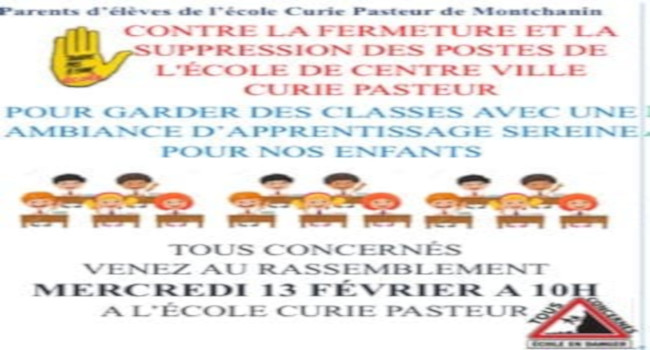 Parents d'élèves de l'école Curie Pasteur de Montchanin
CONTRE LA FERMETURE ET LA
SUPPRESSION DES POSTES DE
L'ÉCOLE DE CENTRE VILLE
CURIE PASTEUR
POUR GARDER DES CLASSES AVEC UNE
AMBIANCE D'APPRENTISSAGE SEREINE
POUR NOS ENFANTS
TOUS CONCERNÉS
VENEZ AU RASSEMBLEMENT
MERCREDI 13 FÉVRIER A 10H
A L'ÉCOLE CURIE PASTEUR
TOUS CONCERNÉS
ÉCOLE EN DANGER